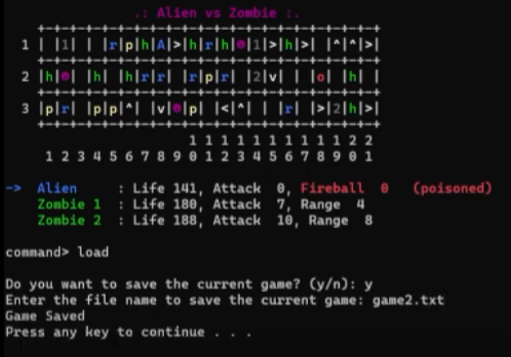 .: Alien vs Zombie :.
+-+-+-+-+-+-+-+-+-+-+-+-+-+-+-+-+-+-+-+-+-+
1 | |1| | |r|p|h|A|>|h|r|h|@|1|>|h|>| |^|^|>|
+-+-+-+-+-+-+-+-+-+-+-+-+-+-+-+-+-+-+-+-+-+
2 |h|@| |h| |h|r|r| |r|p|r| |2|v| | |o| |h| |
+-+-+-+-+-+-+-+-+-+-+-+-+-+-+-+-+-+-+-+-+-+
3 |p|r| |p|p|^| |v|@|p| |<|^| | |r| |>|2|h|>|
+-+-+-+-+-+-+-+-+-+-+-+-+-+-+-+-+-+-+-+-+-+
1 1 1 1 1 1 1 1 1 1 2 2
1 2 3 4 5 6 7 8 9 0 1 2 3 4 5 6 7 8 9 0 1
-> Alien : Life 141, Attack 0, Fireball 0 (poisoned)
Zombie 1 : Life 180, Attack 7, Range 4
Zombie 2 : Life 188, Attack 10, Range 8
command> load
Do you want to save the current game? (y/n): y
Enter the file name to save the current game: game2.txt
Game Saved
Press any key to continue . . .